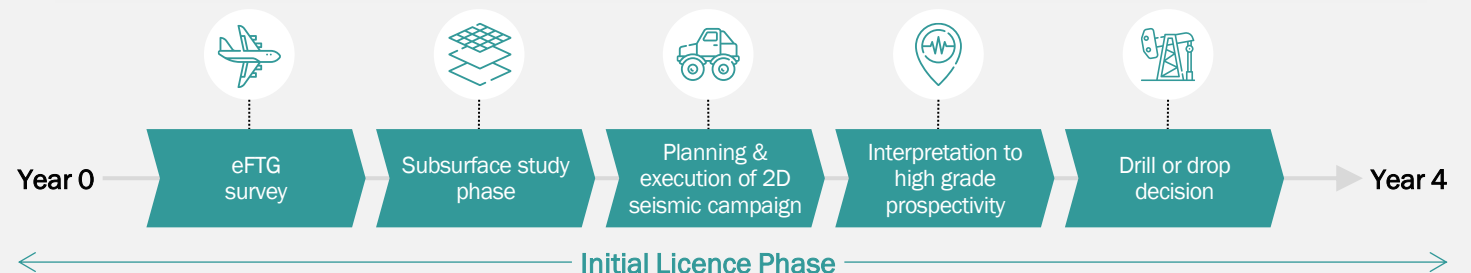 Year 0
eFTG
survey
Subsurface study
phase
Planning &
execution of 2D
seismic campaign
Interpretation to
high grade
prospectivity
Drill or drop
decision
Year 4
Initial Licence Phase